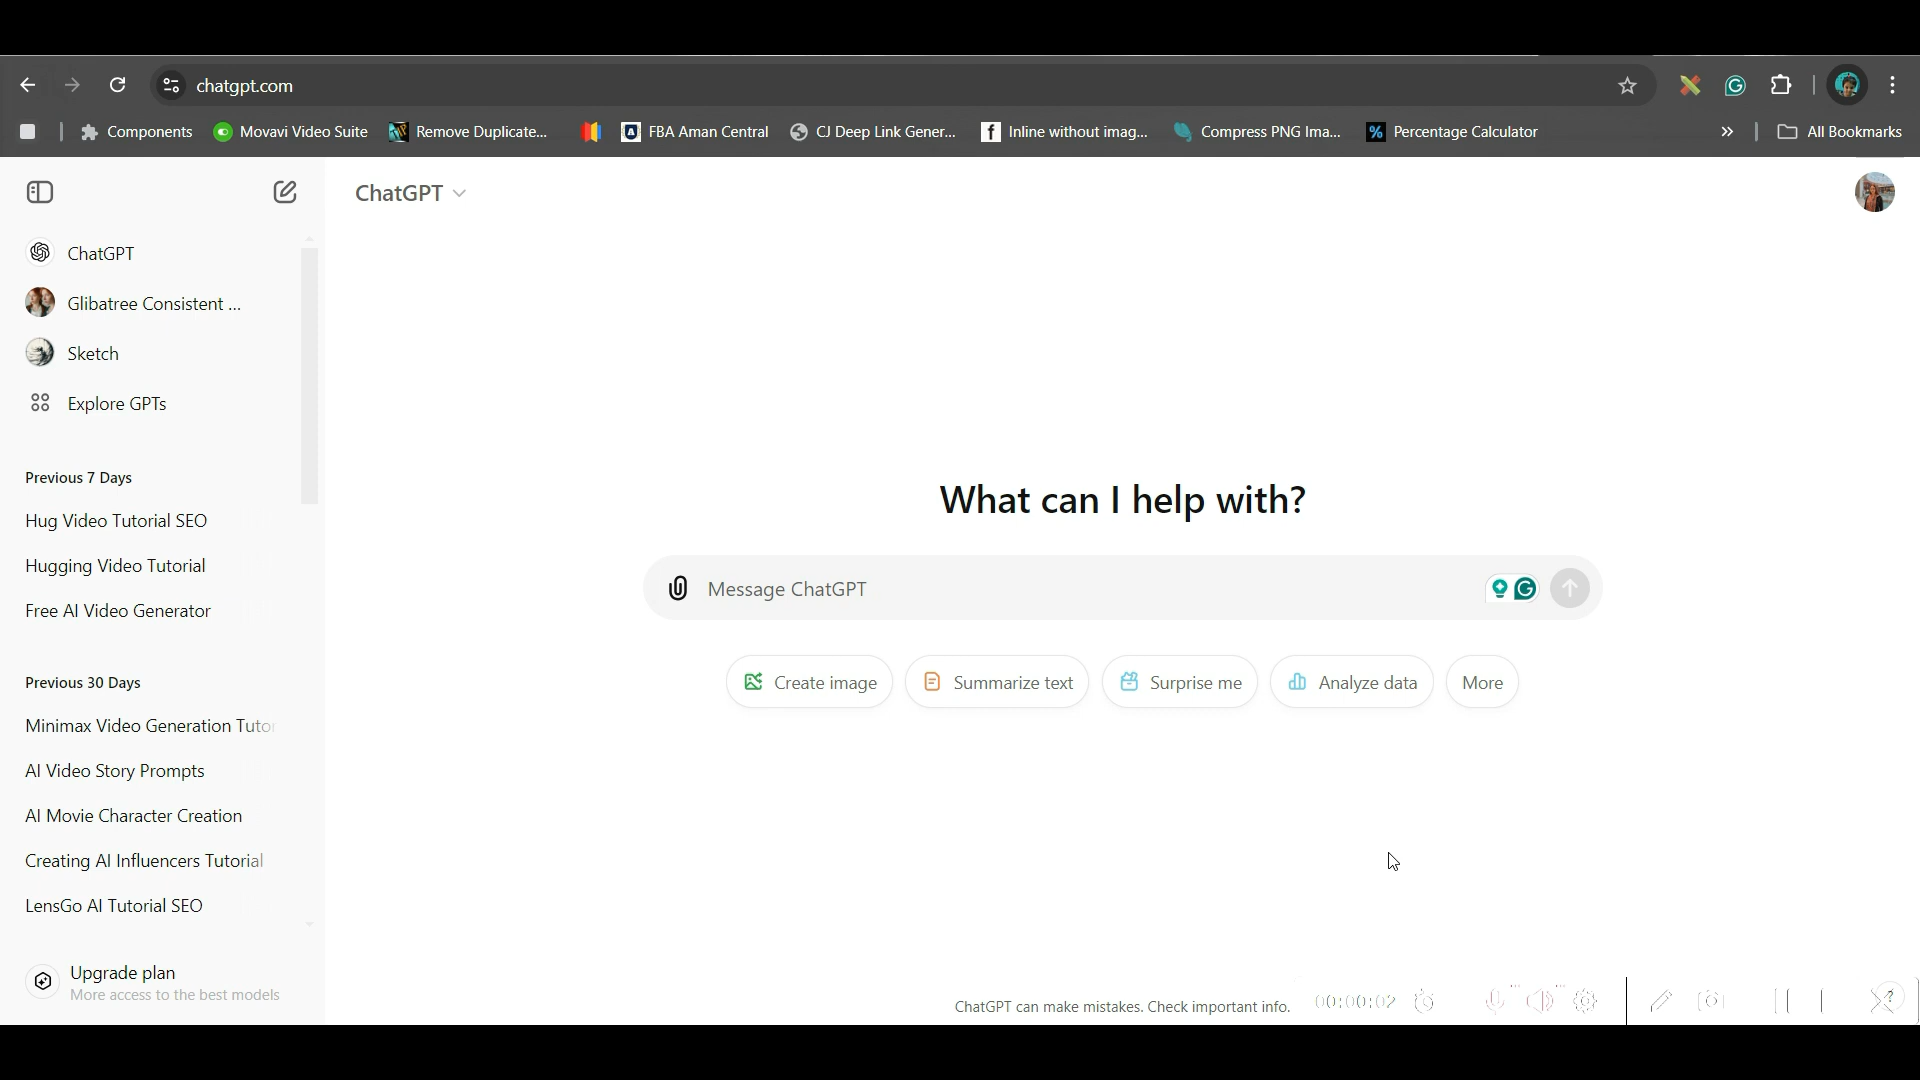 chatgpt.com
Components
Movavi Video Suite
Remove Duplicate...
FBA Aman Central
CJ Deep Link Gener...
Inline without imag...
Compress PNG Ima...
Percentage Calculator
All Bookmarks
ChatGPT
ChatGPT
Glibatree Consistent ...
Sketch
Explore GPTs
Previous 7 Days
Hug Video Tutorial SEO
Hugging Video Tutorial
Free AI Video Generator
Previous 30 Days
Minimax Video Generation Tutor
AI Video Story Prompts
AI Movie Character Creation
Creating AI Influencers Tutorial
LensGo AI Tutorial SEO
Upgrade plan
More access to the best models
What can I help with?
Message ChatGPT
Create image
Summarize text
Surprise me
Analyze data
More
ChatGPT can make mistakes. Check important info.
00:00:02
?